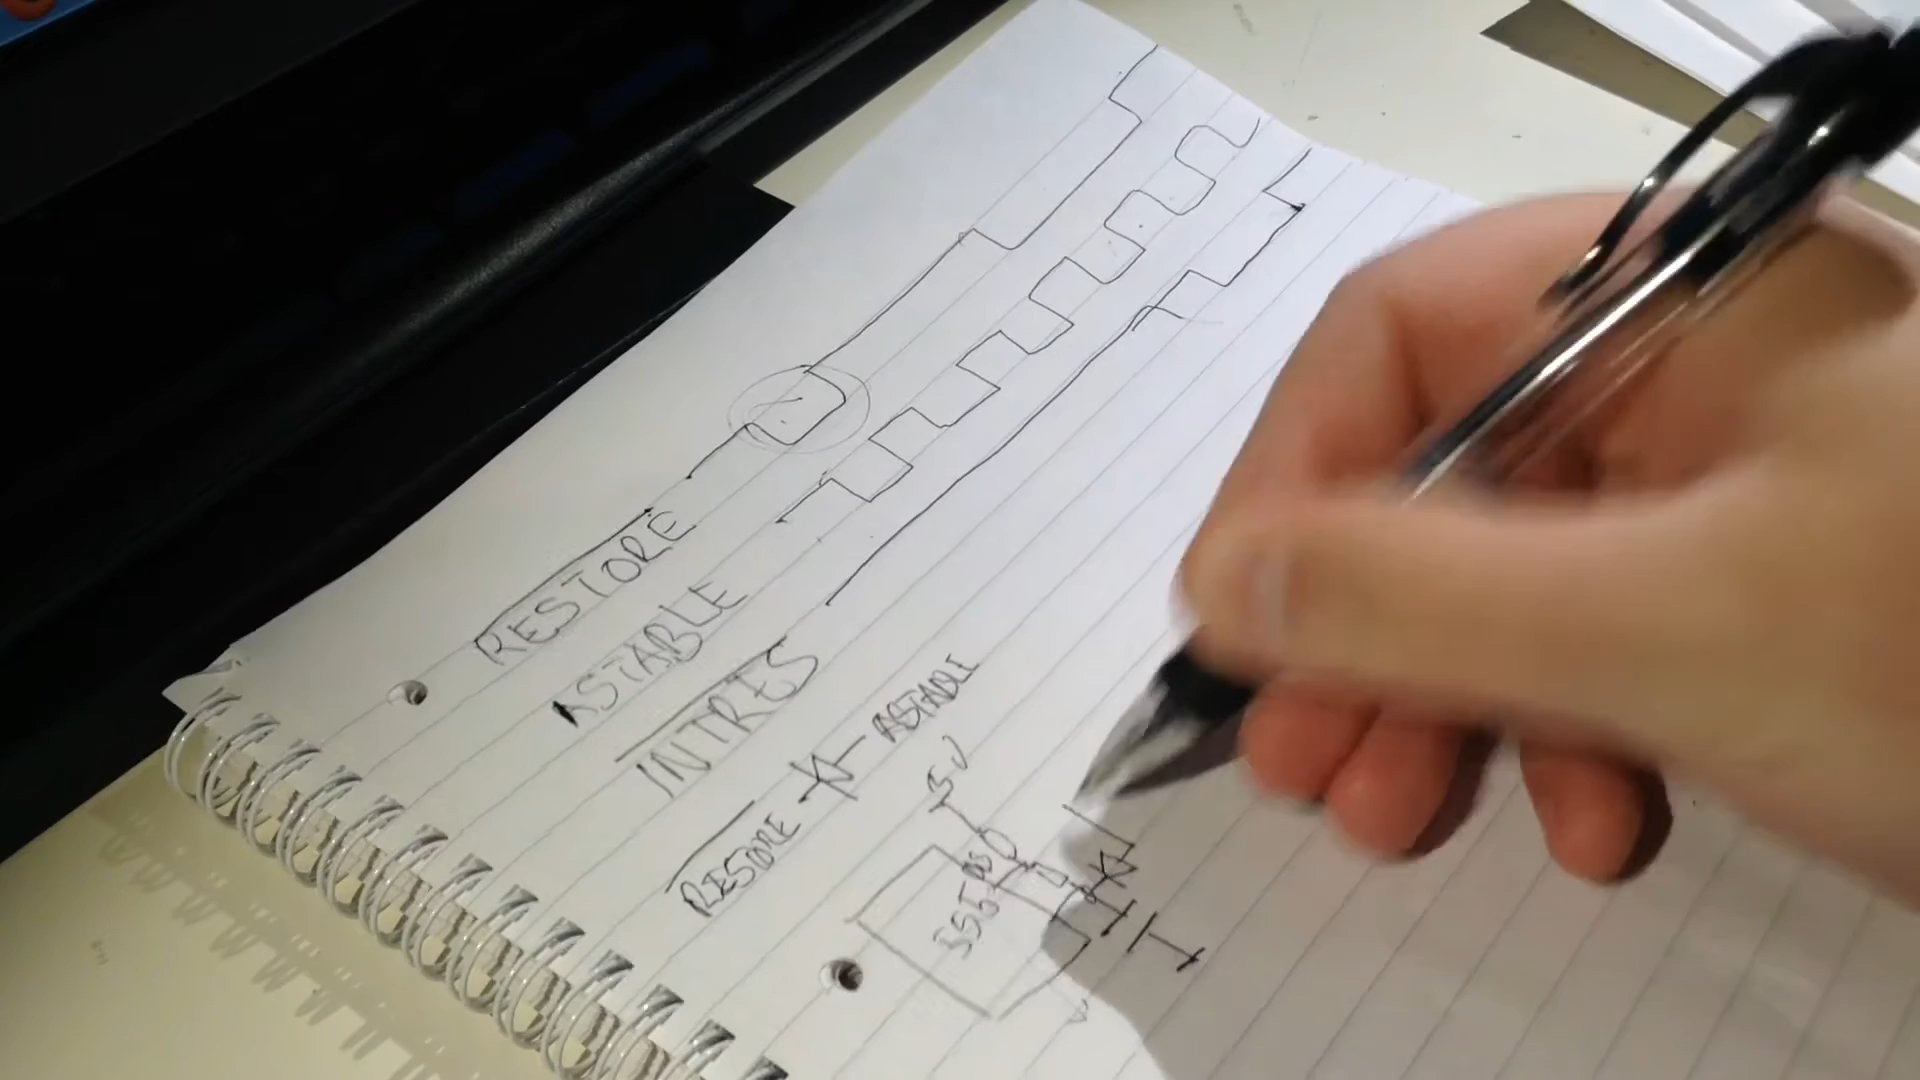 RESTORE
ASTABLE
INTRES
RESTORE ASTABLE
5V
555